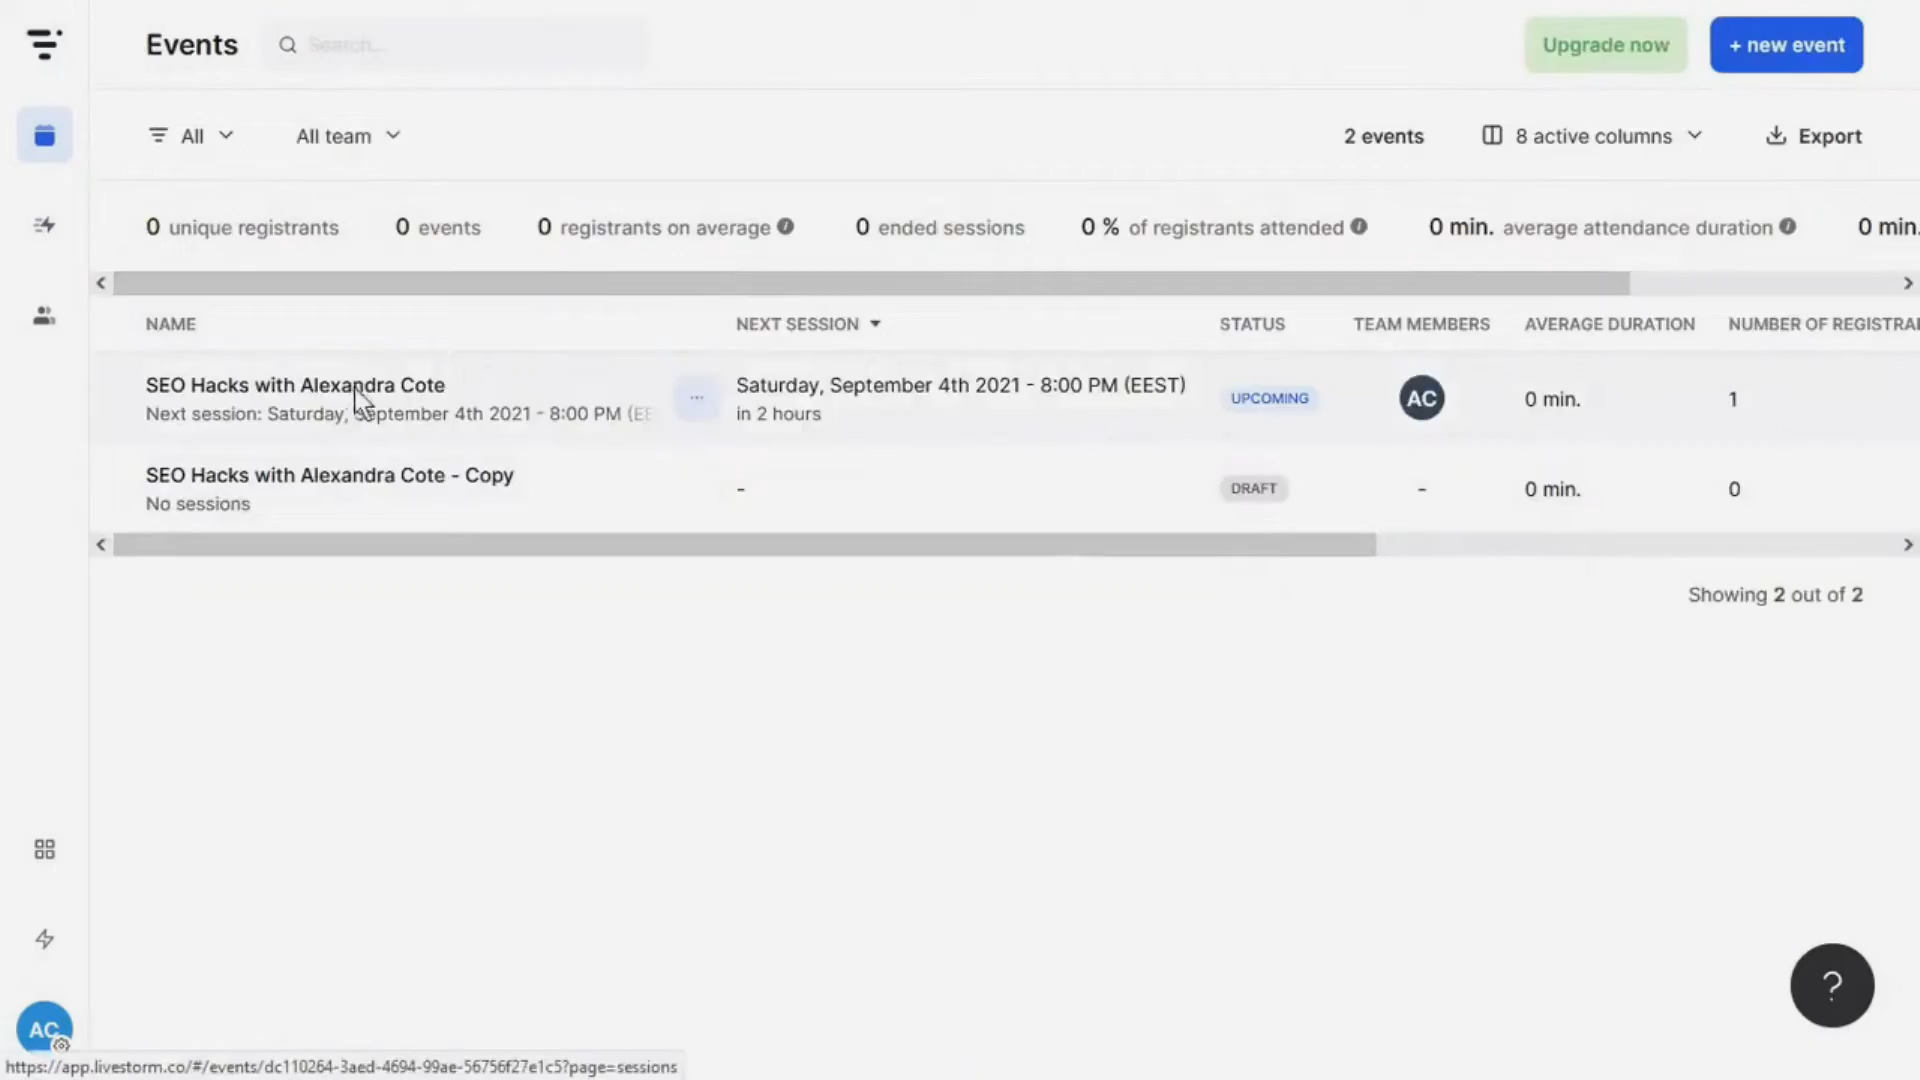 Events
Search...
Upgrade now
+ new event
All
All team
2 events
8 active columns
Export
0 unique registrants
0 events
0 registrants on average
0 ended sessions
0 % of registrants attended
0 min. average attendance duration
0 min.
NAME
NEXT SESSION
STATUS
TEAM MEMBERS
AVERAGE DURATION
NUMBER OF REGISTRA
SEO Hacks with Alexandra Cote
Next session: Saturday, September 4th 2021 - 8:00 PM (EE
...
Saturday, September 4th 2021 - 8:00 PM (EEST)
in 2 hours
UPCOMING
AC
0 min.
1
SEO Hacks with Alexandra Cote - Copy
No sessions
-
DRAFT
-
0 min.
0
Showing 2 out of 2
?
AC
https://app.livestorm.co/#/events/dc110264-3aed-4694-99ae-56756f27e1c5?page=sessions